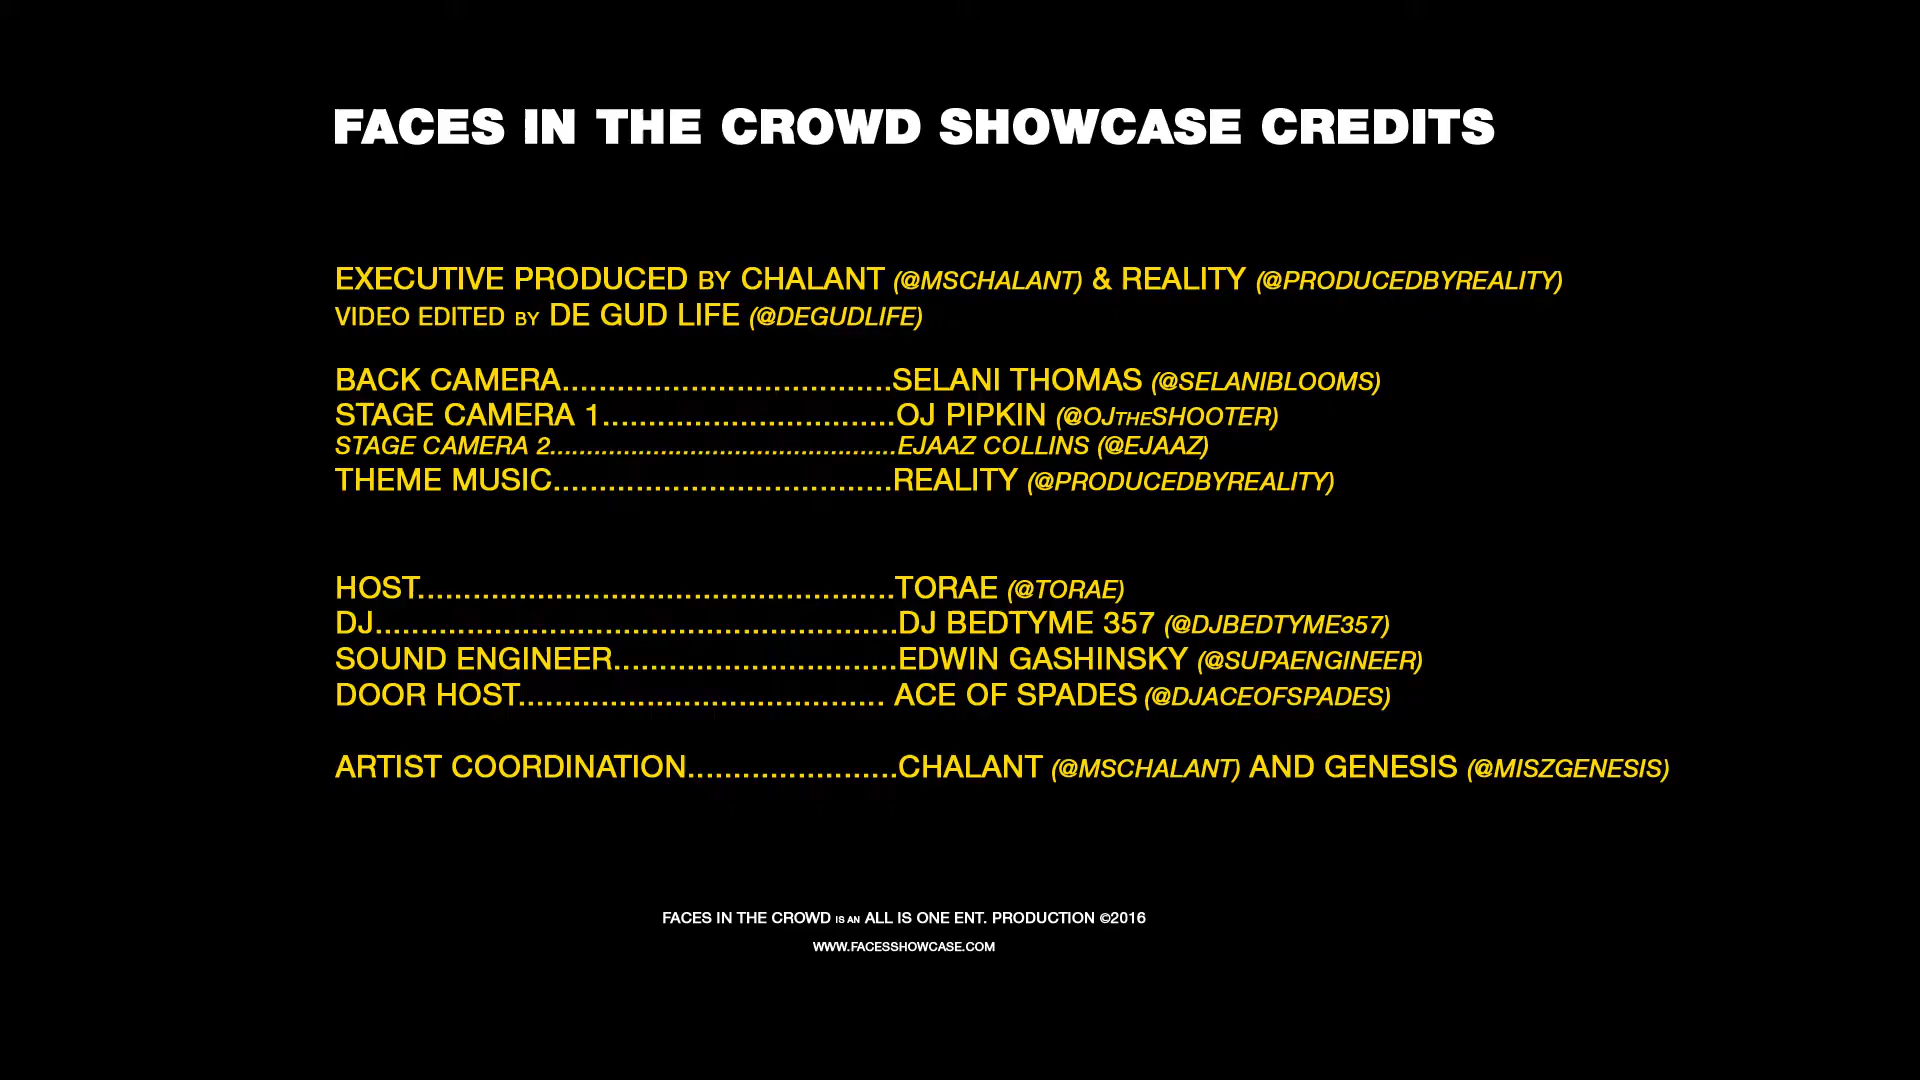 FACES IN THE CROWD SHOWCASE CREDITS
EXECUTIVE PRODUCED BY CHALANT (@MSCHALANT) & REALITY (@PRODUCEDBYREALITY)
VIDEO EDITED BY DE GUD LIFE (@DEGUDLIFE)
BACK CAMERA....................................SELANI THOMAS (@SELANIBLOOMS)
STAGE CAMERA 1................................OJ PIPKIN (@OJTHESHOOTER)
STAGE CAMERA 2...............................................EJAAZ COLLINS (@EJAAZ)
THEME MUSIC.....................................REALITY (@PRODUCEDBYREALITY)
HOST....................................................TORAE (@TORAE)
DJ.........................................................DJ BEDTYME 357 (@DJBEDTYME357)
SOUND ENGINEER...............................EDWIN GASHINSKY (@SUPAENGINEER)
DOOR HOST........................................ ACE OF SPADES (@DJACEOFSPADES)
ARTIST COORDINATION.......................CHALANT (@MSCHALANT) AND GENESIS (@MISZGENESIS)
FACES IN THE CROWD IS AN ALL IS ONE ENT. PRODUCTION ©2016
WWW.FACESSHOWCASE.COM